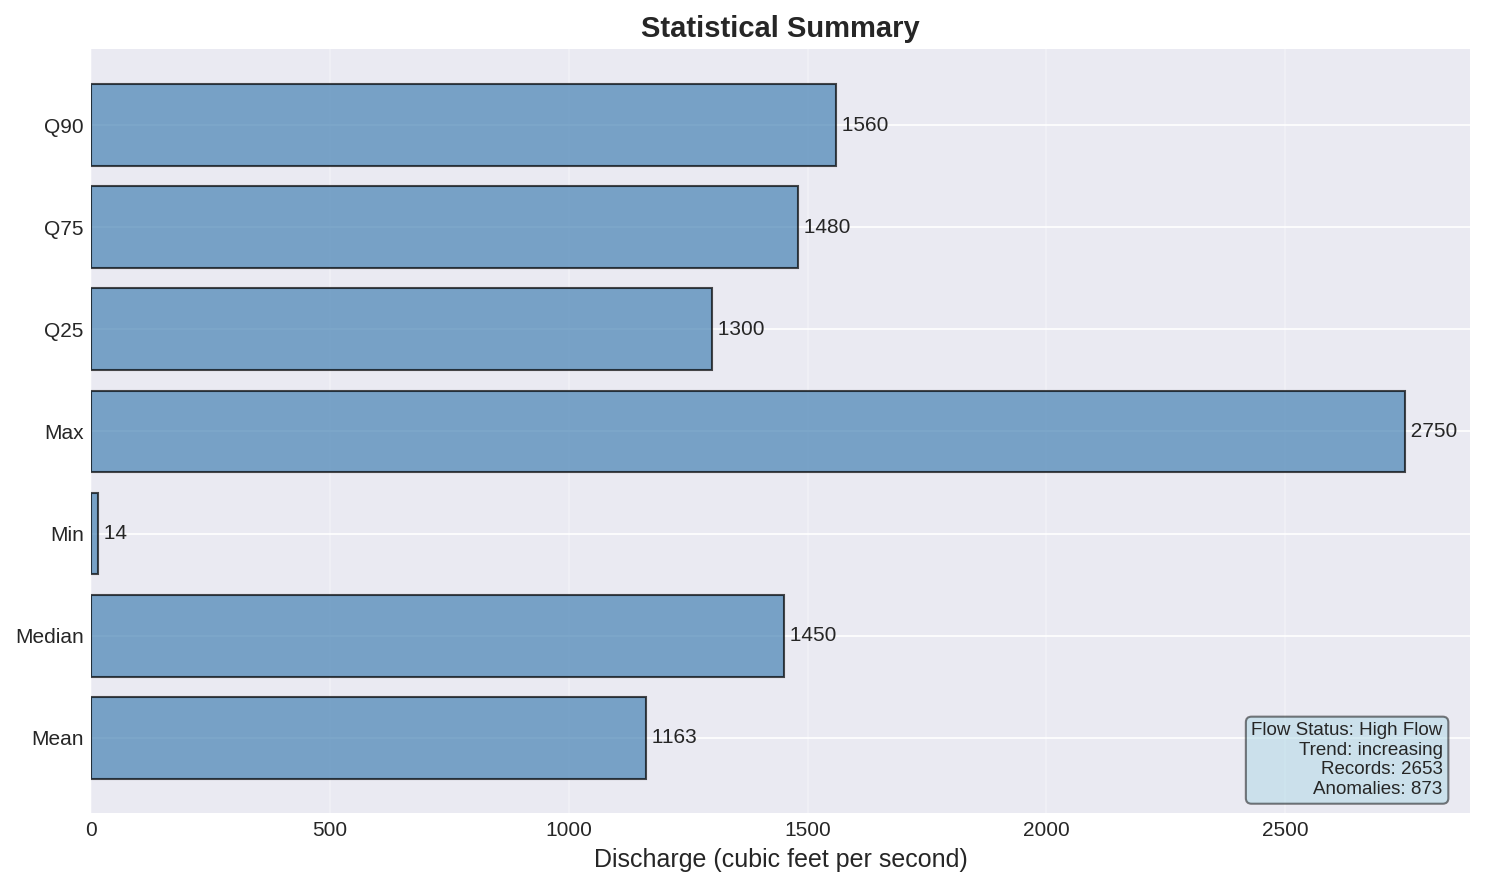 Statistical Summary
Q90
1560
Q75
1480
Q25
1300
Max
2750
Min
14
Median
1450
Mean
1163
Flow Status: High Flow
Trend: increasing
Records: 2653
Anomalies: 873
0 500 1000 1500 2000 2500
Discharge (cubic feet per second)